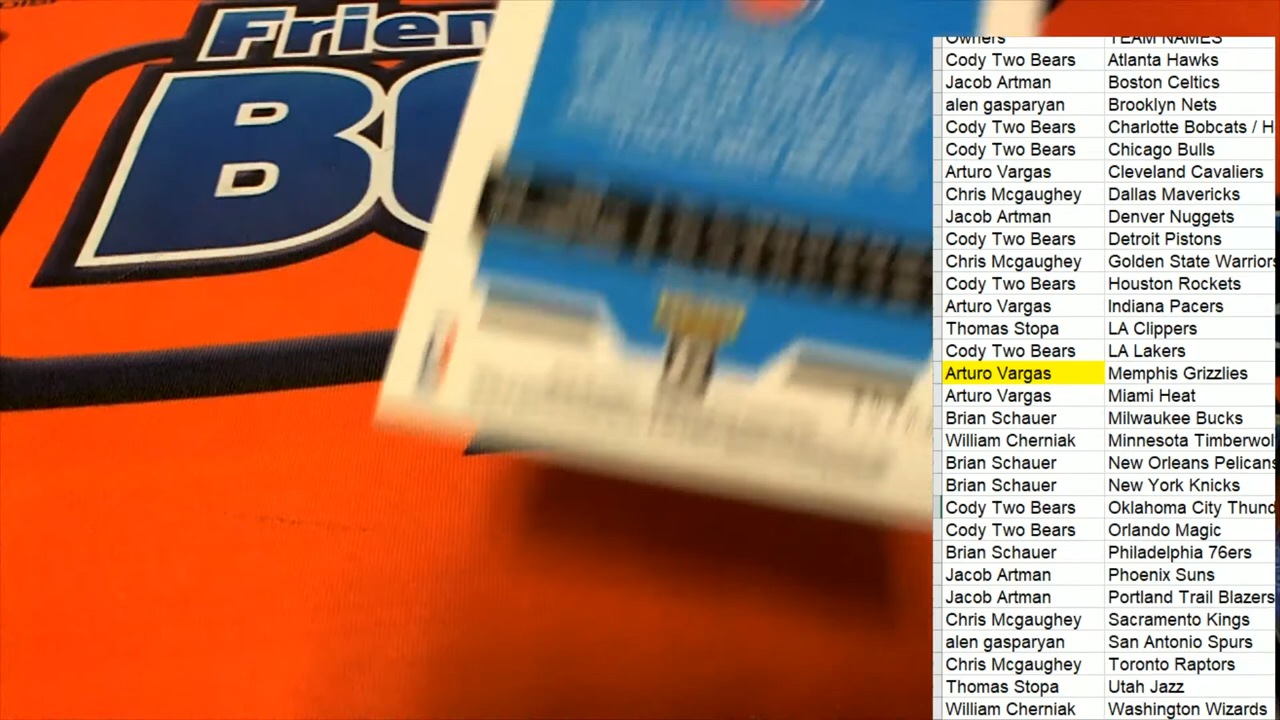 Frien
BO
Owners TEAM NAMES
Cody Two Bears Atlanta Hawks
Jacob Artman Boston Celtics
alen gasparyan Brooklyn Nets
Cody Two Bears Charlotte Bobcats / H
Cody Two Bears Chicago Bulls
Arturo Vargas Cleveland Cavaliers
Chris Mcgaughey Dallas Mavericks
Jacob Artman Denver Nuggets
Cody Two Bears Detroit Pistons
Chris Mcgaughey Golden State Warriors
Cody Two Bears Houston Rockets
Arturo Vargas Indiana Pacers
Thomas Stopa LA Clippers
Cody Two Bears LA Lakers
Arturo Vargas Memphis Grizzlies
Arturo Vargas Miami Heat
Brian Schauer Milwaukee Bucks
William Cherniak Minnesota Timberwol
Brian Schauer New Orleans Pelicans
Brian Schauer New York Knicks
Cody Two Bears Oklahoma City Thund
Cody Two Bears Orlando Magic
Brian Schauer Philadelphia 76ers
Jacob Artman Phoenix Suns
Jacob Artman Portland Trail Blazers
Chris Mcgaughey Sacramento Kings
alen gasparyan San Antonio Spurs
Chris Mcgaughey Toronto Raptors
Thomas Stopa Utah Jazz
William Cherniak Washington Wizards